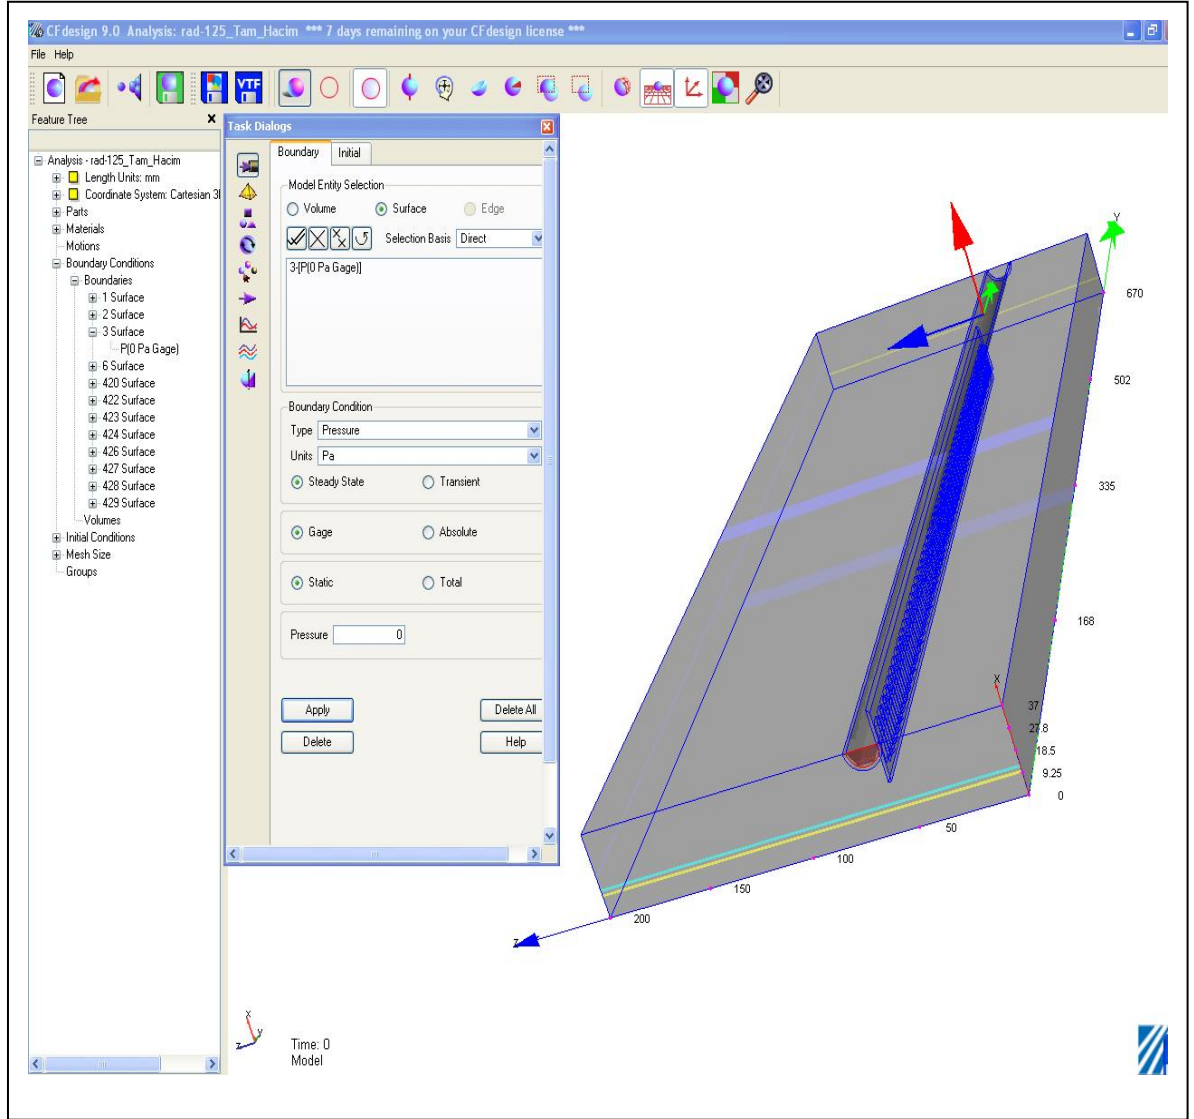 CFdesign 9.0 Analysis: rad-125_Tam_Hacim *** 7 days remaining on your CFdesign license ***
File Help
VTF
Feature Tree
Analysis - rad-125_Tam_Hacim
Length Units: mm
Coordinate System: Cartesian 3
Parts
Materials
Motions
Boundary Conditions
Boundaries
1 Surface
2 Surface
3 Surface
P(0 Pa Gage)
6 Surface
420 Surface
422 Surface
423 Surface
424 Surface
426 Surface
427 Surface
428 Surface
429 Surface
Volumes
Initial Conditions
Mesh Size
Groups
Task Dialogs
Boundary Initial
Model Entity Selection
Volume Surface Edge
Selection Basis Direct
3-[P(0 Pa Gage)]
Boundary Condition
Type Pressure
Units Pa
Steady State Transient
Gage Absolute
Static Total
Pressure 0
Apply Delete All
Delete Help
Y
670
502
335
168
X
37
27.8
18.5
9.25
0
50
100
150
200
Z
X
Y
Z
Time: 0
Model